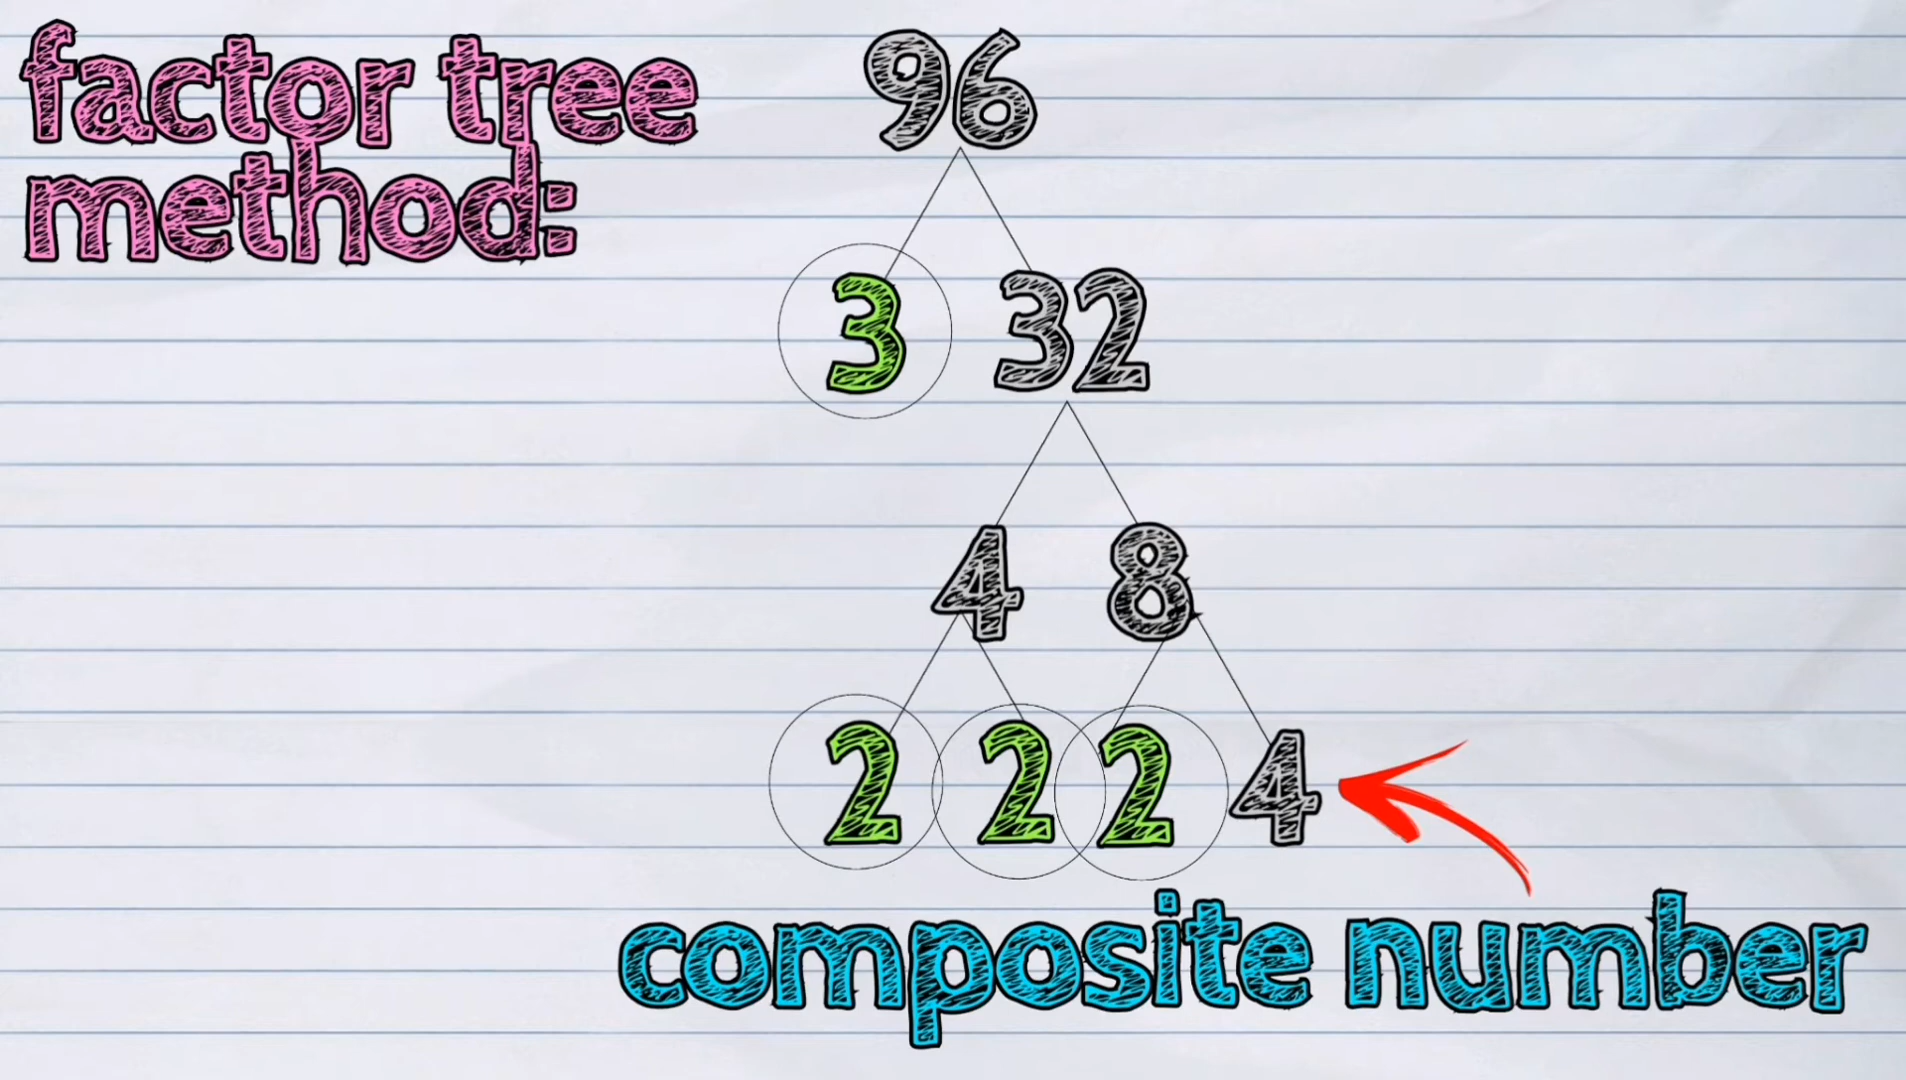 factor tree
method:
96
3 32
4 8
2 2 2 4
composite number